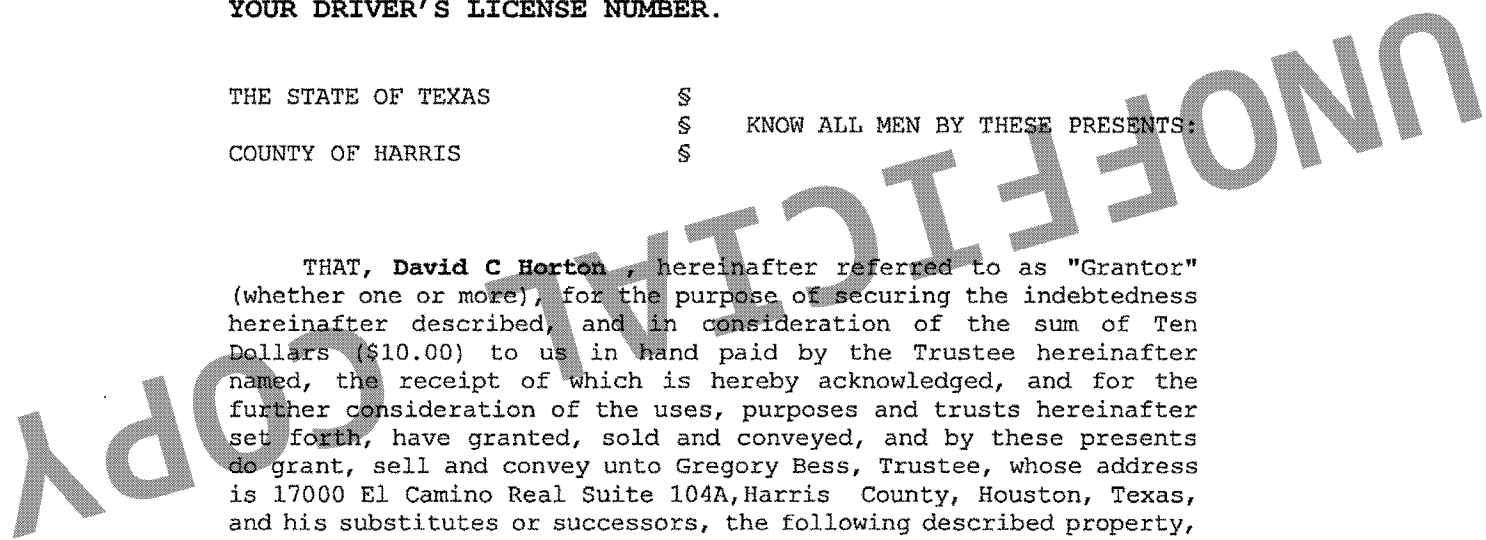 YOUR DRIVER'S LICENSE NUMBER.
THE STATE OF TEXAS §
§ KNOW ALL MEN BY THESE PRESENTS:
COUNTY OF HARRIS §
THAT, David C Horton , hereinafter referred to as "Grantor"
(whether one or more), for the purpose of securing the indebtedness
hereinafter described, and in consideration of the sum of Ten
Dollars ($10.00) to us in hand paid by the Trustee hereinafter
named, the receipt of which is hereby acknowledged, and for the
further consideration of the uses, purposes and trusts hereinafter
set forth, have granted, sold and conveyed, and by these presents
do grant, sell and convey unto Gregory Bess, Trustee, whose address
is 17000 El Camino Real Suite 104A,Harris County, Houston, Texas,
and his substitutes or successors, the following described property,
UNOFFICIAL COPY